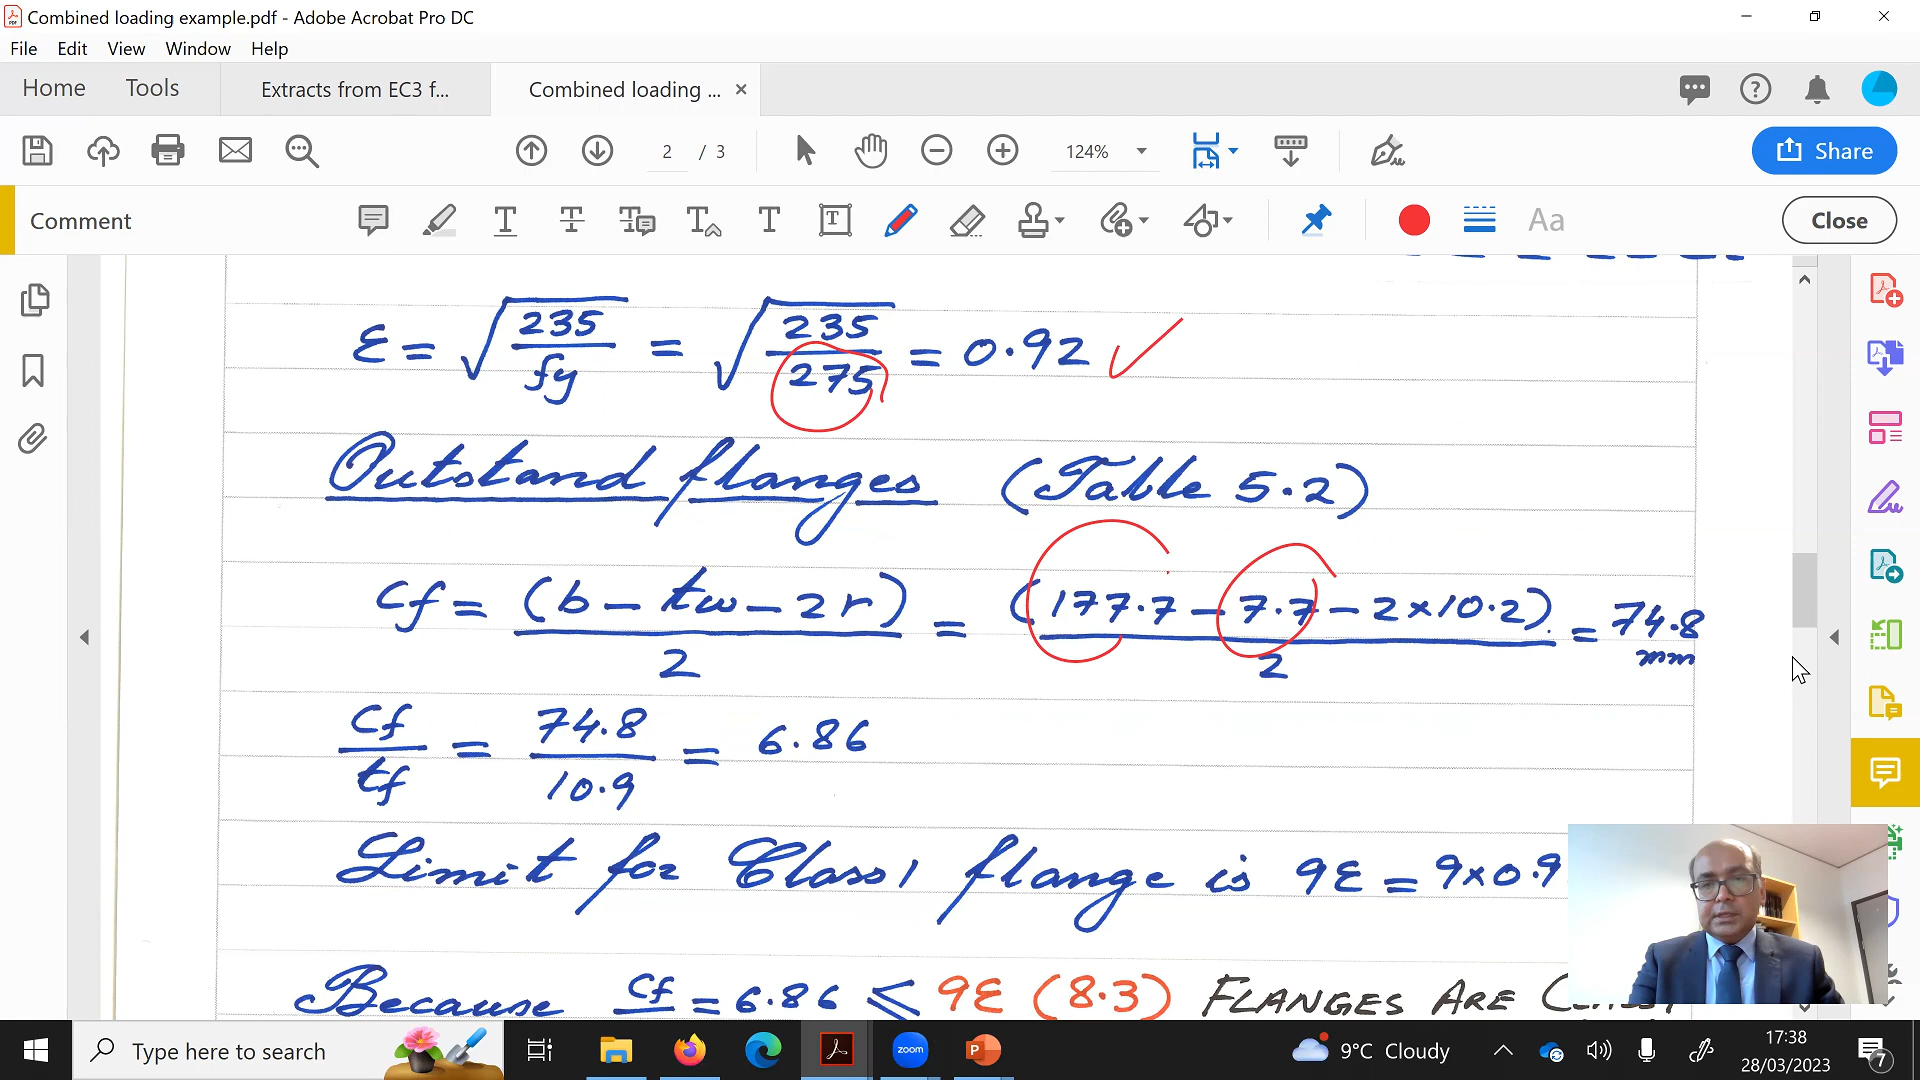 Combined loading example.pdf - Adobe Acrobat Pro DC
File Edit View Window Help
Home Tools Extracts from EC3 f... Combined loading ...
2 / 3 124% Share
Comment Aa Close
ε = √235/fy = √235/275 = 0.92 ✓
Outstand flanges (Table 5.2)
Cf = (b - tw - 2r)/2 = (177.7 - 7.7 - 2×10.2)/2 = 74.8 mm
Cf/tf = 74.8/10.9 = 6.86
Limit for Class 1 flange is 9ε = 9×0.9
Because Cf = 6.86 ≤ 9ε (8.3) FLANGES ARE
Type here to search
zoom
9°C Cloudy
17:38
28/03/2023
7